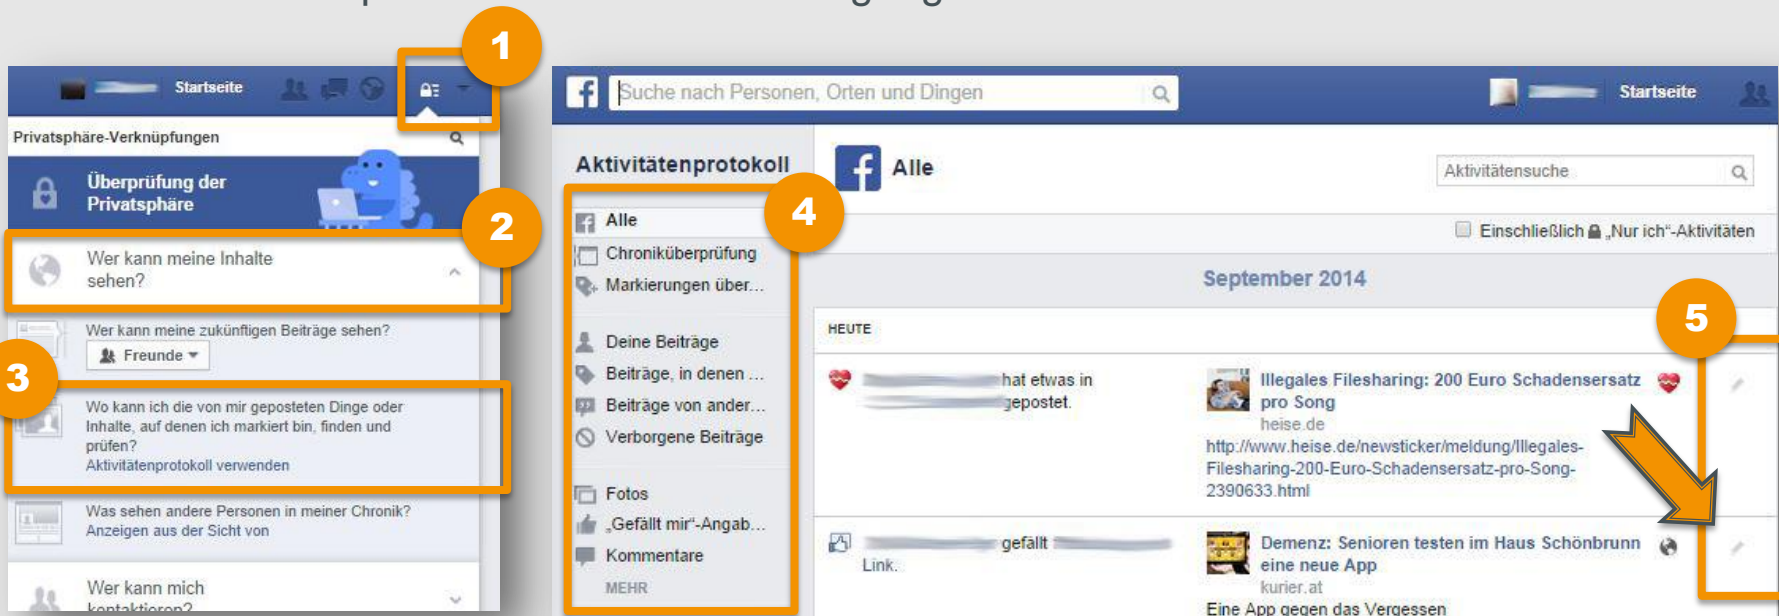 1
Startseite
Privatsphäre-Verknüpfungen
Überprüfung der
Privatsphäre
2
Wer kann meine Inhalte
sehen?
Wer kann meine zukünftigen Beiträge sehen?
Freunde
3
Wo kann ich die von mir geposteten Dinge oder
Inhalte, auf denen ich markiert bin, finden und
prüfen?
Aktivitätenprotokoll verwenden
Was sehen andere Personen in meiner Chronik?
Anzeigen aus der Sicht von
Wer kann mich
kontaktieren?
f Suche nach Personen, Orten und Dingen
Startseite
Aktivitätenprotokoll
4
Alle
Chroniküberprüfung
Markierungen über...
Deine Beiträge
Beiträge, in denen ...
Beiträge von ander...
Verborgene Beiträge
Fotos
„Gefällt mir“-Angab...
Kommentare
MEHR
f Alle
Aktivitätensuche
Einschließlich „Nur ich“-Aktivitäten
September 2014
5
HEUTE
hat etwas in
gepostet.
Illegales Filesharing: 200 Euro Schadensersatz
pro Song
heise.de
http://www.heise.de/newsticker/meldung/Illegales-
Filesharing-200-Euro-Schadensersatz-pro-Song-
2390633.html
gefällt
Link.
Demenz: Senioren testen im Haus Schönbrunn
eine neue App
kurier.at
Eine App gegen das Vergessen